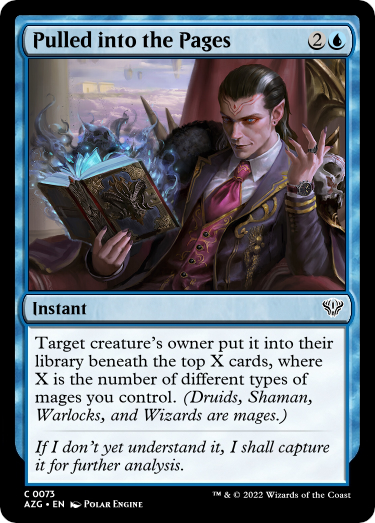 Pulled into the Pages 2
Instant
Target creature's owner put it into their
library beneath the top X cards, where
X is the number of different types of
mages you control. (Druids, Shaman,
Warlocks, and Wizards are mages.)
If I don't yet understand it, I shall capture
it for further analysis.
C 0073
AZG • EN POLAR ENGINE
™ & © 2022 Wizards of the Coast